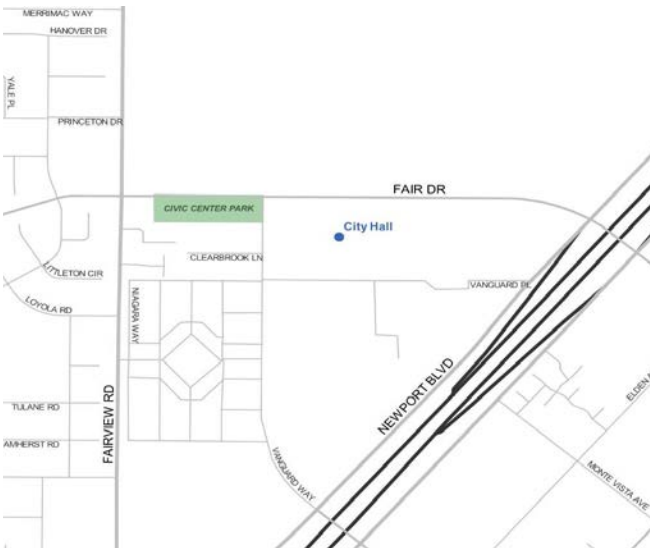 MERRIMAC WAY
HANOVER DR
YALE PL
PRINCETON DR
FAIR DR
CIVIC CENTER PARK
City Hall
CLEARBROOK LN
LITTLETON CIR
VANGUARD PL
LOYOLA RD
NIAGARA WAY
NEWPORT BLVD
ELDEN A
FAIRVIEW RD
TULANE RD
AMHERST RD
VANGUARD WAY
MONTE VISTA AVE